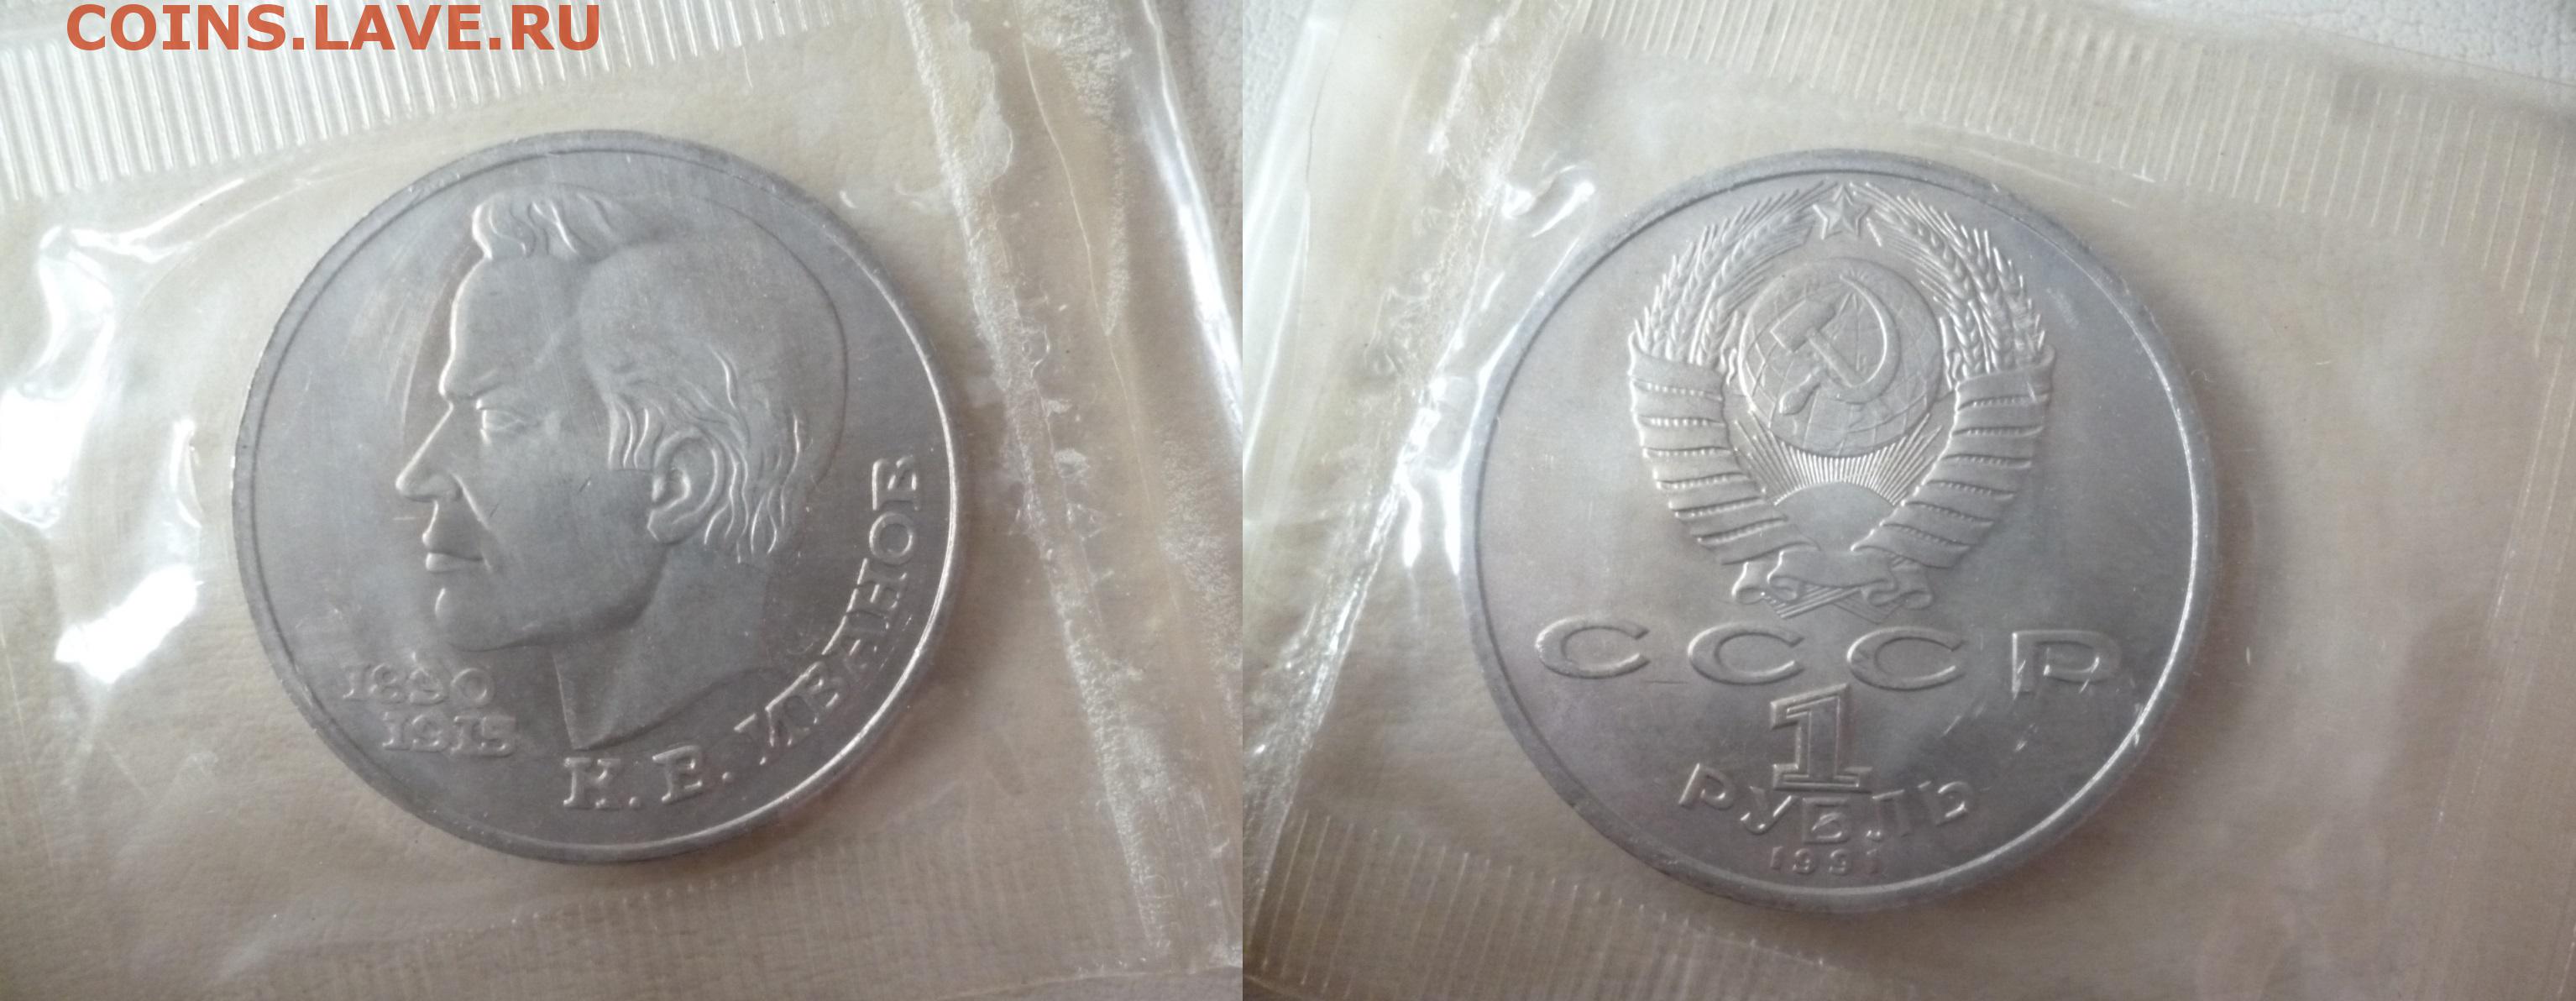 COINS.LAVE.RU
1890
1915
К.В. ИВАНОВ
СССР
1
РУБЛЬ
1991